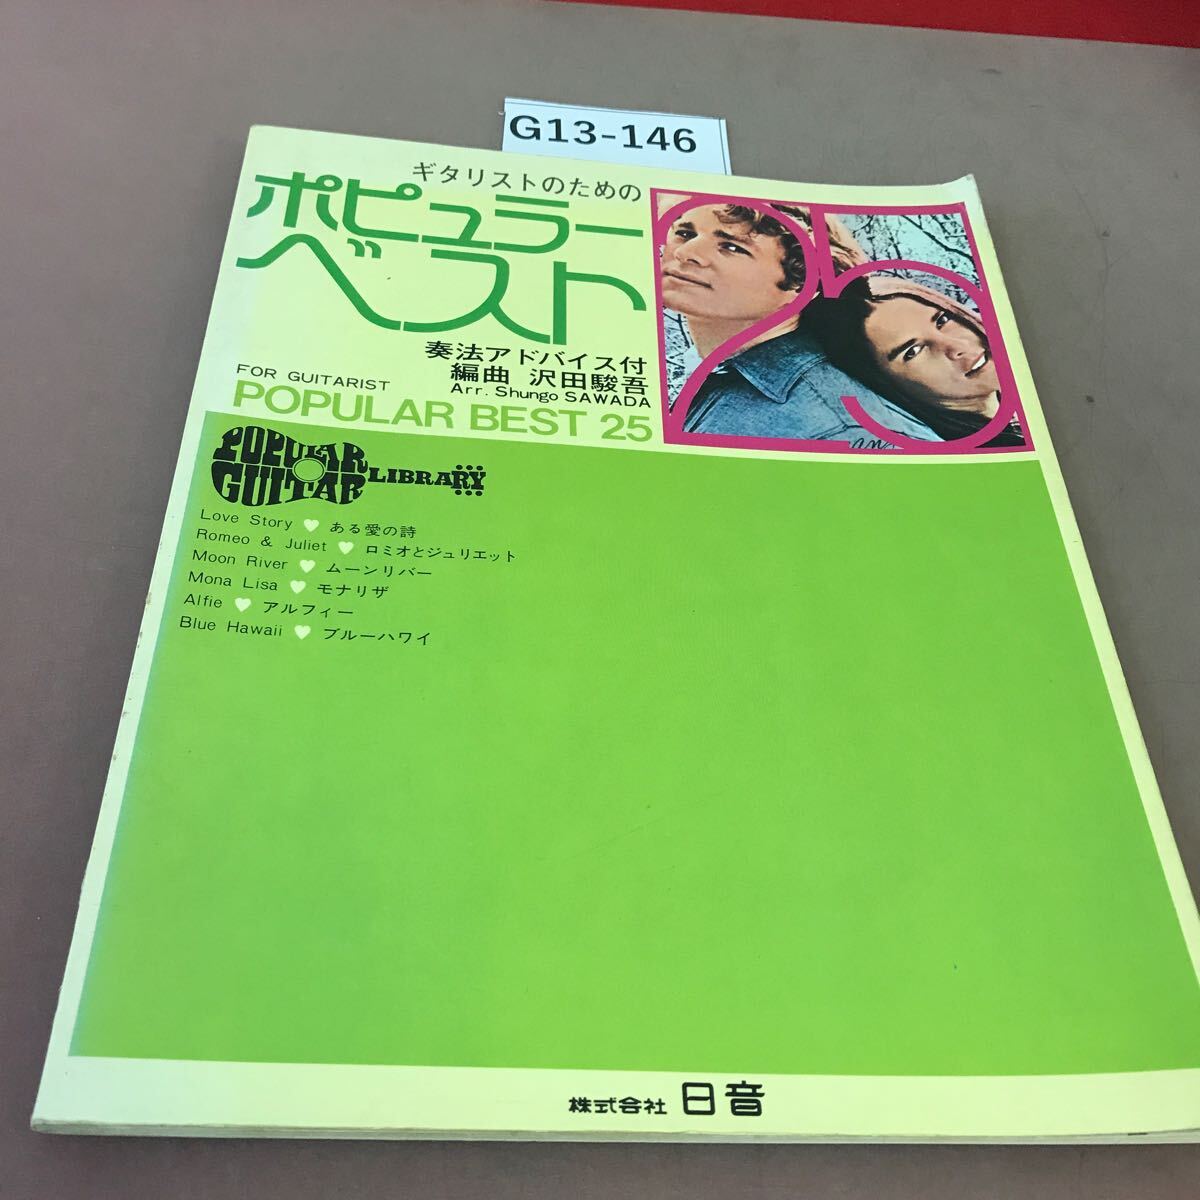 G13-146
ギタリストのための
ポピュラー
ベスト
25
奏法アドバイス付
編曲 沢田駿吾
Arr. Shungo SAWADA
FOR GUITARIST
POPULAR BEST 25
POPULAR
GUITAR
LIBRARY
Love Story ♥ ある愛の詩
Romeo & Juliet ♥ ロミオとジュリエット
Moon River ♥ ムーンリバー
Mona Lisa ♥ モナリザ
Alfie ♥ アルフィー
Blue Hawaii ♥ ブルーハワイ
株式会社 日音